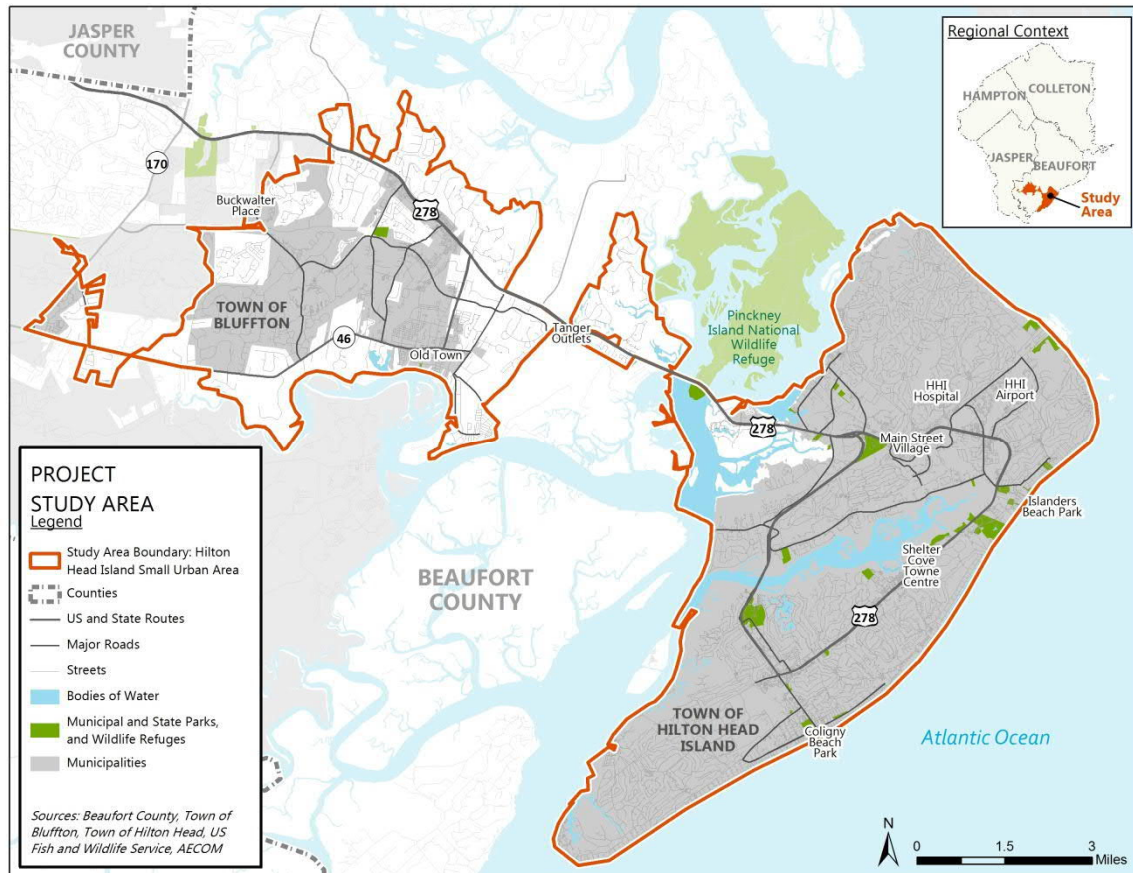 JASPER
COUNTY
170
Buckwalter
Place
278
TOWN OF
BLUFFTON
46
Old Town
Tanger
Outlets
Pinckney
Island National
Wildlife
Refuge
278
HHI
Hospital
HHI
Airport
Main Street
Village
Islanders
Beach Park
Shelter
Cove
Towne
Centre
278
BEAUFORT
COUNTY
TOWN OF
HILTON HEAD
ISLAND
Coligny
Beach
Park
Atlantic Ocean
Regional Context
HAMPTON
COLLETON
JASPER
BEAUFORT
Study
Area
PROJECT
STUDY AREA
Legend
Study Area Boundary: Hilton
Head Island Small Urban Area
Counties
US and State Routes
Major Roads
Streets
Bodies of Water
Municipal and State Parks,
and Wildlife Refuges
Municipalities
Sources: Beaufort County, Town of
Bluffton, Town of Hilton Head, US
Fish and Wildlife Service, AECOM
N
0 1.5 3
Miles